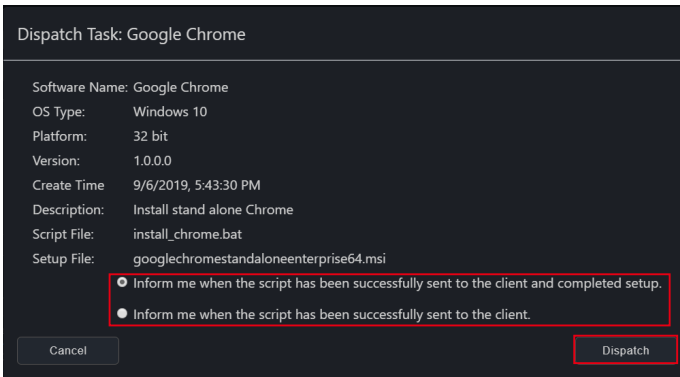 Dispatch Task: Google Chrome
Software Name: Google Chrome
OS Type: Windows 10
Platform: 32 bit
Version: 1.0.0.0
Create Time 9/6/2019, 5:43:30 PM
Description: Install stand alone Chrome
Script File: install_chrome.bat
Setup File: googlechromestandaloneenterprise64.msi
Inform me when the script has been successfully sent to the client and completed setup.
Inform me when the script has been successfully sent to the client.
Cancel Dispatch